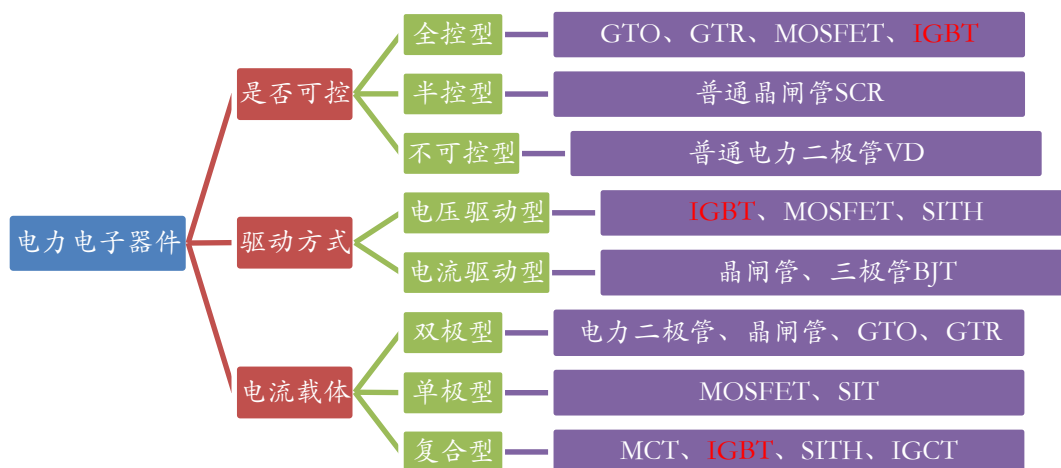 电力电子器件
是否可控
全控型
GTO、GTR、MOSFET、IGBT
半控型
普通晶闸管SCR
不可控型
普通电力二极管VD
驱动方式
电压驱动型
IGBT、MOSFET、SITH
电流驱动型
晶闸管、三极管BJT
电流载体
双极型
电力二极管、晶闸管、GTO、GTR
单极型
MOSFET、SIT
复合型
MCT、IGBT、SITH、IGCT